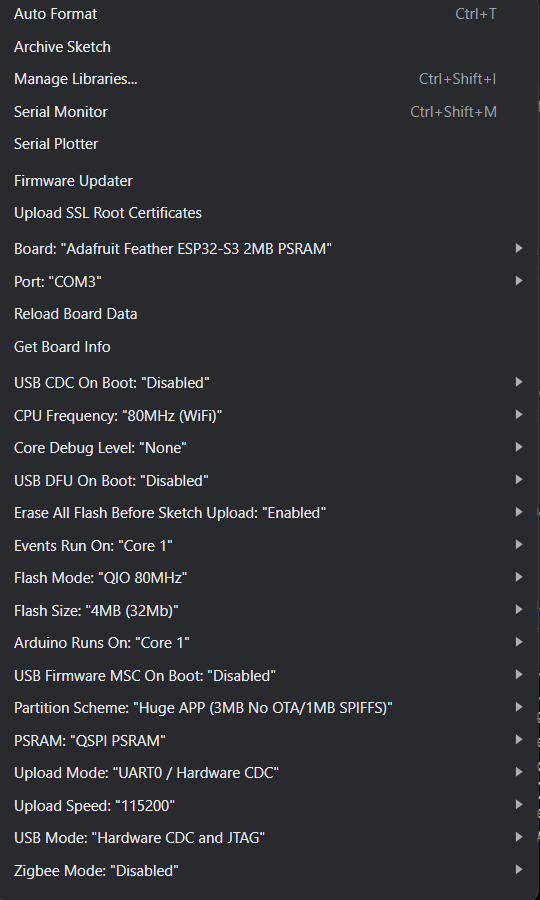 Auto Format Ctrl+T
Archive Sketch
Manage Libraries... Ctrl+Shift+I
Serial Monitor Ctrl+Shift+M
Serial Plotter
Firmware Updater
Upload SSL Root Certificates
Board: "Adafruit Feather ESP32-S3 2MB PSRAM"
Port: "COM3"
Reload Board Data
Get Board Info
USB CDC On Boot: "Disabled"
CPU Frequency: "80MHz (WiFi)"
Core Debug Level: "None"
USB DFU On Boot: "Disabled"
Erase All Flash Before Sketch Upload: "Enabled"
Events Run On: "Core 1"
Flash Mode: "QIO 80MHz"
Flash Size: "4MB (32Mb)"
Arduino Runs On: "Core 1"
USB Firmware MSC On Boot: "Disabled"
Partition Scheme: "Huge APP (3MB No OTA/1MB SPIFFS)"
PSRAM: "QSPI PSRAM"
Upload Mode: "UART0 / Hardware CDC"
Upload Speed: "115200"
USB Mode: "Hardware CDC and JTAG"
Zigbee Mode: "Disabled"